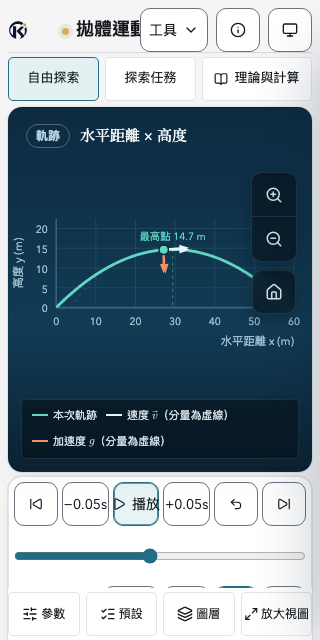 拋體運動
工具
自由探索
探索任務
理論與計算
軌跡
水平距離 × 高度
最高點 14.7 m
20
15
10
5
0
0
10
20
30
40
50
60
高度 y (m)
水平距離 x (m)
本次軌跡
速度 v⃗（分量為虛線）
加速度 g（分量為虛線）
−0.05s
播放
+0.05s
參數
預設
圖層
放大視圖